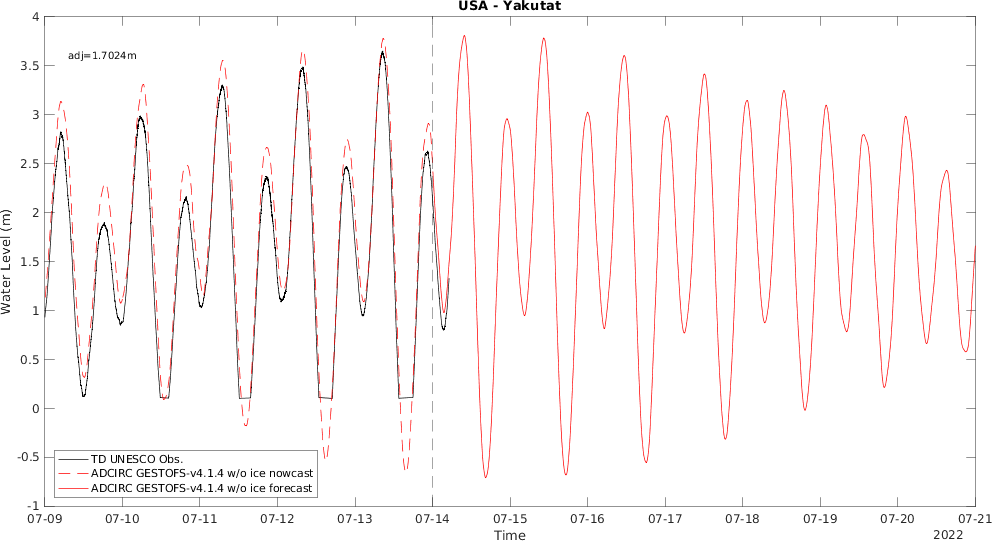 USA - Yakutat
adj=1.7024m
4
3.5
3
2.5
2
1.5
1
0.5
0
-0.5
-1
Water Level (m)
TD UNESCO Obs.
ADCIRC GESTOFS-v4.1.4 w/o ice nowcast
ADCIRC GESTOFS-v4.1.4 w/o ice forecast
07-09 07-10 07-11 07-12 07-13 07-14 07-15 07-16 07-17 07-18 07-19 07-20 07-21
Time
2022